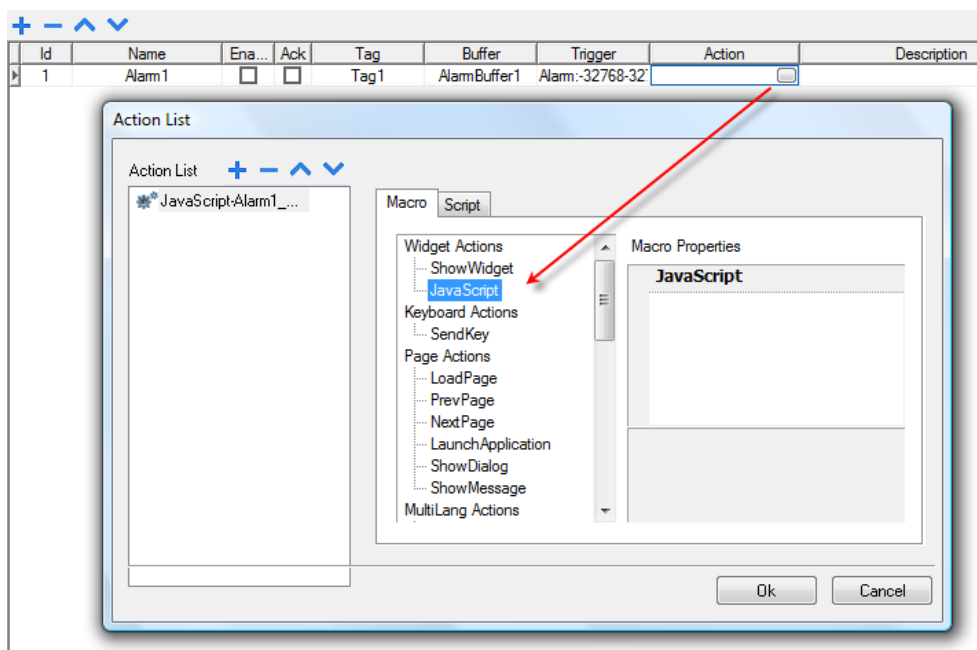 Id Name Ena... Ack Tag Buffer Trigger Action Description
1 Alarm1 Tag1 AlarmBuffer1 Alarm:-32768-32
Action List
Action List
JavaScript-Alarm1_...
Macro Script
Widget Actions
ShowWidget
JavaScript
Keyboard Actions
SendKey
Page Actions
LoadPage
PrevPage
NextPage
LaunchApplication
ShowDialog
ShowMessage
MultiLang Actions
Macro Properties
JavaScript
Ok Cancel